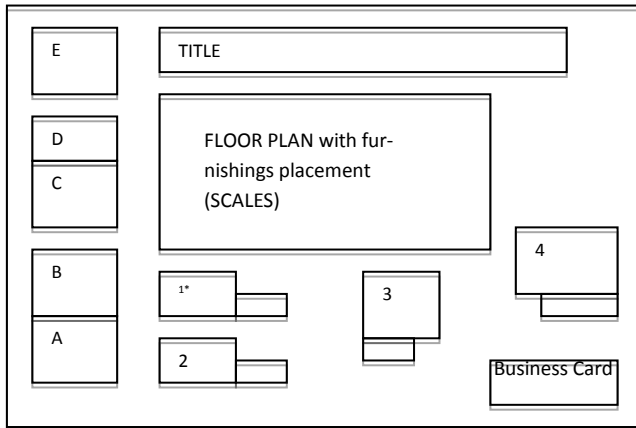 E
TITLE
D
FLOOR PLAN with fur-
nishings placement
(SCALES)
C
B
1*
3
4
A
2
Business Card